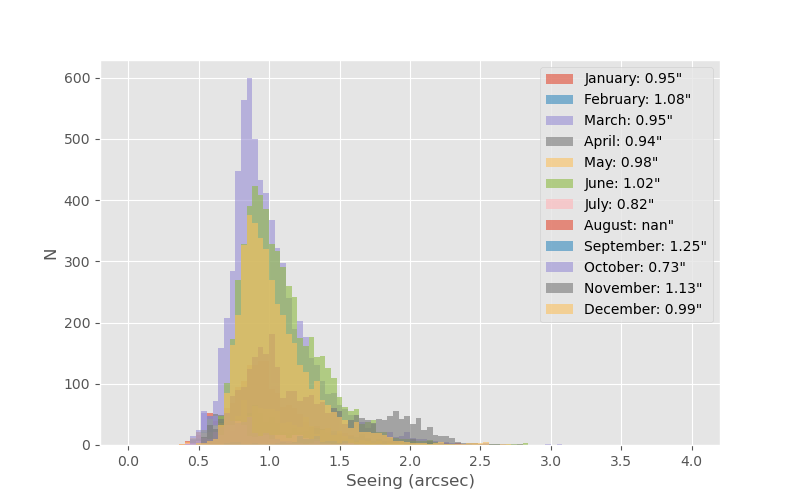 600
500
400
300
200
100
0
N
0.0 0.5 1.0 1.5 2.0 2.5 3.0 3.5 4.0
Seeing (arcsec)
January: 0.95"
February: 1.08"
March: 0.95"
April: 0.94"
May: 0.98"
June: 1.02"
July: 0.82"
August: nan"
September: 1.25"
October: 0.73"
November: 1.13"
December: 0.99"